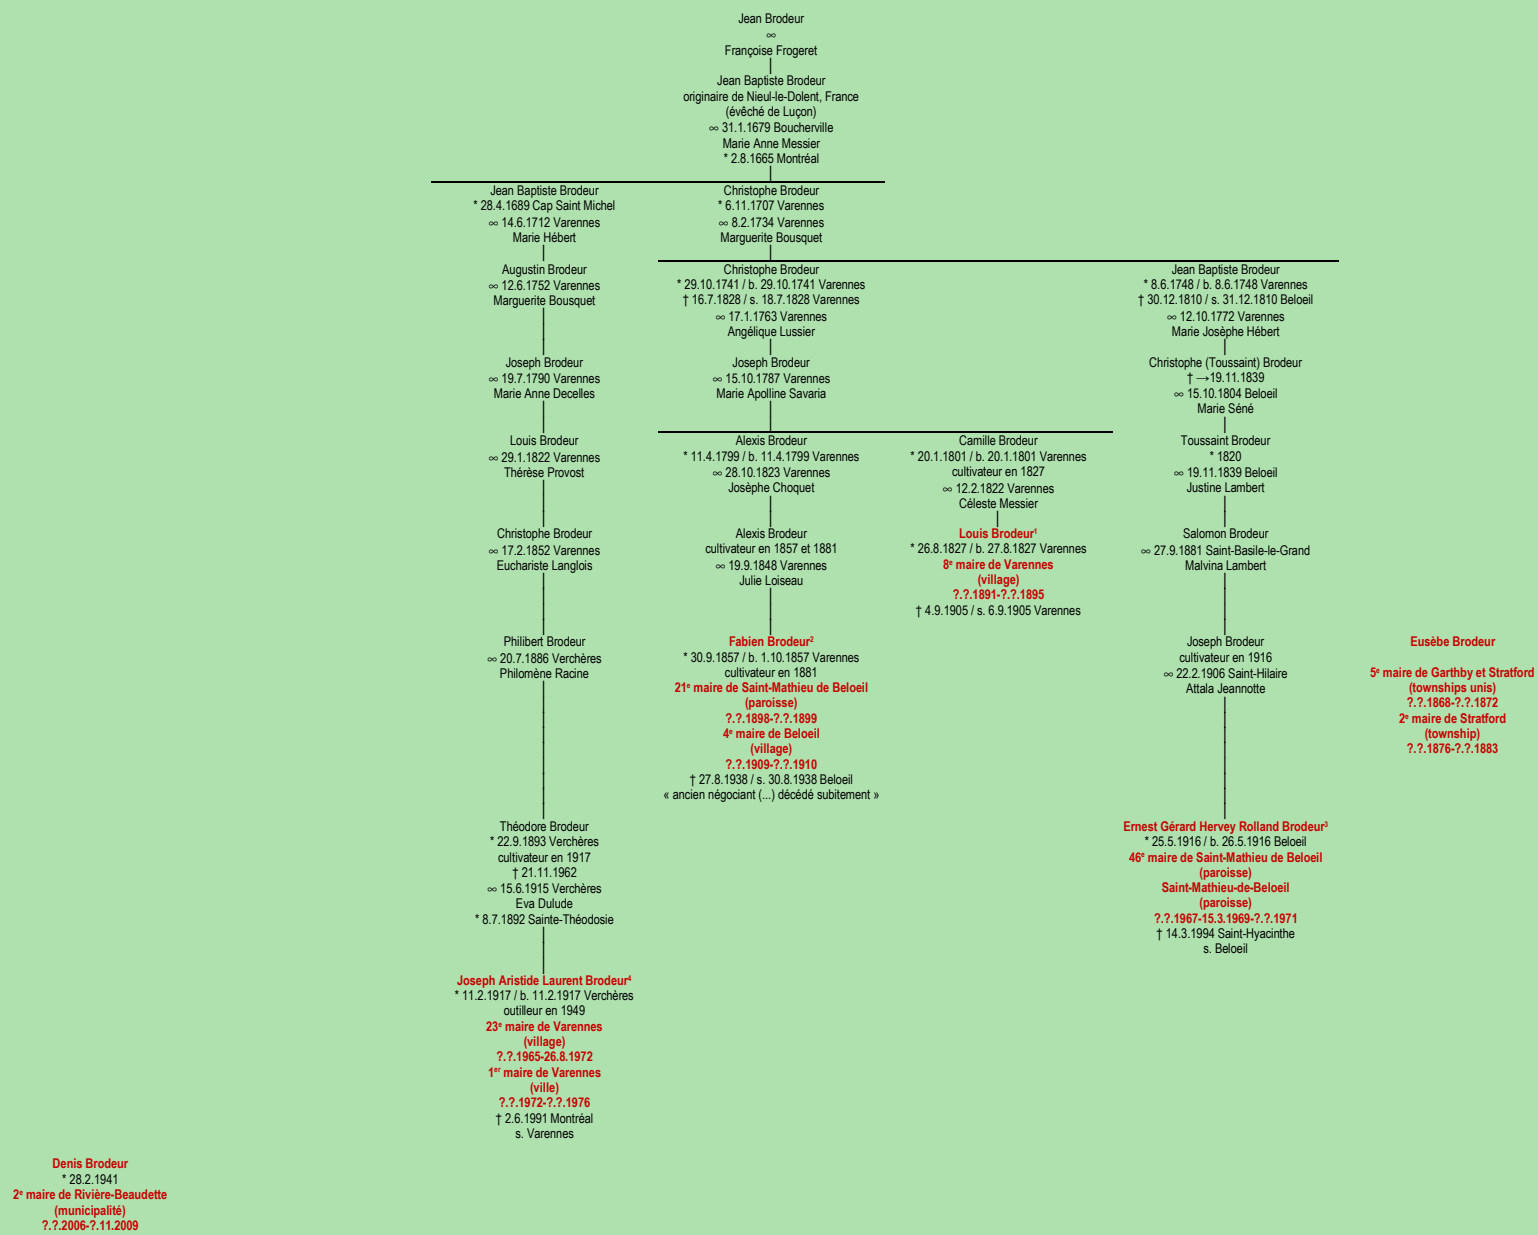 Jean Brodeur
∞
Françoise Frogeret
Jean Baptiste Brodeur
originaire de Nieul-le-Dolent, France
(évêché de Luçon)
∞ 31.1.1679 Boucherville
Marie Anne Messier
* 2.8.1665 Montréal
Jean Baptiste Brodeur
* 28.4.1689 Cap Saint Michel
∞ 14.6.1712 Varennes
Marie Hébert
Christophe Brodeur
* 6.11.1707 Varennes
∞ 8.2.1734 Varennes
Marguerite Bousquet
Augustin Brodeur
∞ 12.6.1752 Varennes
Marguerite Bousquet
Christophe Brodeur
* 29.10.1741 / b. 29.10.1741 Varennes
† 16.7.1828 / s. 18.7.1828 Varennes
∞ 17.1.1763 Varennes
Angélique Lussier
Jean Baptiste Brodeur
* 8.6.1748 / b. 8.6.1748 Varennes
† 30.12.1810 / s. 31.12.1810 Beloeil
∞ 12.10.1772 Varennes
Marie Josèphe Hébert
Joseph Brodeur
∞ 19.7.1790 Varennes
Marie Anne Decelles
Joseph Brodeur
∞ 15.10.1787 Varennes
Marie Apolline Savaria
Christophe (Toussaint) Brodeur
† →19.11.1839
∞ 15.10.1804 Beloeil
Marie Séné
Louis Brodeur
∞ 29.1.1822 Varennes
Thérèse Provost
Alexis Brodeur
* 11.4.1799 / b. 11.4.1799 Varennes
∞ 28.10.1823 Varennes
Josèphe Choquet
Camille Brodeur
* 20.1.1801 / b. 20.1.1801 Varennes
cultivateur en 1827
∞ 12.2.1822 Varennes
Céleste Messier
Toussaint Brodeur
* 1820
∞ 19.11.1839 Beloeil
Justine Lambert
Christophe Brodeur
∞ 17.2.1852 Varennes
Euchariste Langlois
Alexis Brodeur
cultivateur en 1857 et 1881
∞ 19.9.1848 Varennes
Julie Loiseau
Louis Brodeur¹
* 26.8.1827 / b. 27.8.1827 Varennes
8e maire de Varennes
(village)
?.?.1891-?.?.1895
† 4.9.1905 / s. 6.9.1905 Varennes
Salomon Brodeur
∞ 27.9.1881 Saint-Basile-le-Grand
Malvina Lambert
Philibert Brodeur
∞ 20.7.1886 Verchères
Philomène Racine
Fabien Brodeur²
* 30.9.1857 / b. 1.10.1857 Varennes
cultivateur en 1881
21e maire de Saint-Mathieu de Beloeil
(paroisse)
?.?.1898-?.?.1899
4e maire de Beloeil
(village)
?.?.1909-?.?.1910
† 27.8.1938 / s. 30.8.1938 Beloeil
« ancien négociant (...) décédé subitement »
Joseph Brodeur
cultivateur en 1916
∞ 22.2.1906 Saint-Hilaire
Attala Jeannotte
Eusèbe Brodeur
5e maire de Garthby et Stratford
(townships unis)
?.?.1868-?.?.1872
2e maire de Stratford
(township)
?.?.1876-?.?.1883
Théodore Brodeur
* 22.9.1893 Verchères
cultivateur en 1917
† 21.11.1962
∞ 15.6.1915 Verchères
Eva Dulude
* 8.7.1892 Sainte-Théodosie
Ernest Gérard Hervey Rolland Brodeur³
* 25.5.1916 / b. 26.5.1916 Beloeil
46e maire de Saint-Mathieu de Beloeil
(paroisse)
Saint-Mathieu-de-Beloeil
(paroisse)
?.?.1967-15.3.1969-?.?.1971
† 14.3.1994 Saint-Hyacinthe
s. Beloeil
Joseph Aristide Laurent Brodeur⁴
* 11.2.1917 / b. 11.2.1917 Verchères
outilleur en 1949
23e maire de Varennes
(village)
?.?.1965-26.8.1972
1er maire de Varennes
(ville)
?.?.1972-?.?.1976
† 2.6.1991 Montréal
s. Varennes
Denis Brodeur
* 28.2.1941
2e maire de Rivière-Beaudette
(municipalité)
?.?.2006-?.11.2009